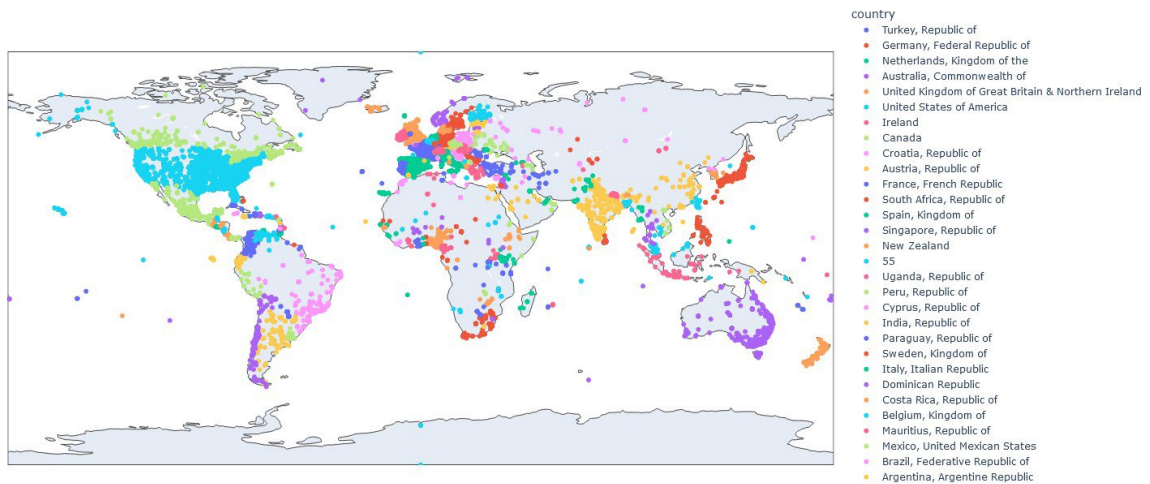 country
Turkey, Republic of
Germany, Federal Republic of
Netherlands, Kingdom of the
Australia, Commonwealth of
United Kingdom of Great Britain & Northern Ireland
United States of America
Ireland
Canada
Croatia, Republic of
Austria, Republic of
France, French Republic
South Africa, Republic of
Spain, Kingdom of
Singapore, Republic of
New Zealand
55
Uganda, Republic of
Peru, Republic of
Cyprus, Republic of
India, Republic of
Paraguay, Republic of
Sweden, Kingdom of
Italy, Italian Republic
Dominican Republic
Costa Rica, Republic of
Belgium, Kingdom of
Mauritius, Republic of
Mexico, United Mexican States
Brazil, Federative Republic of
Argentina, Argentine Republic